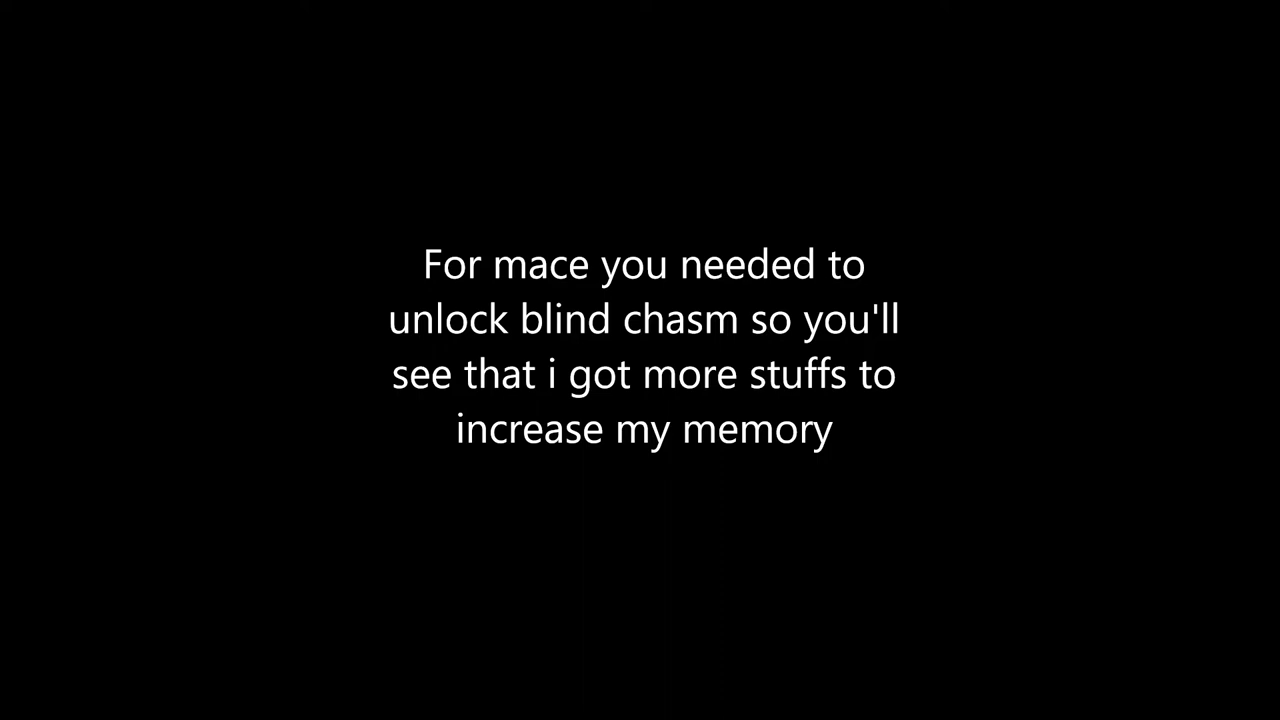 For mace you needed to
unlock blind chasm so you'll
see that i got more stuffs to
increase my memory